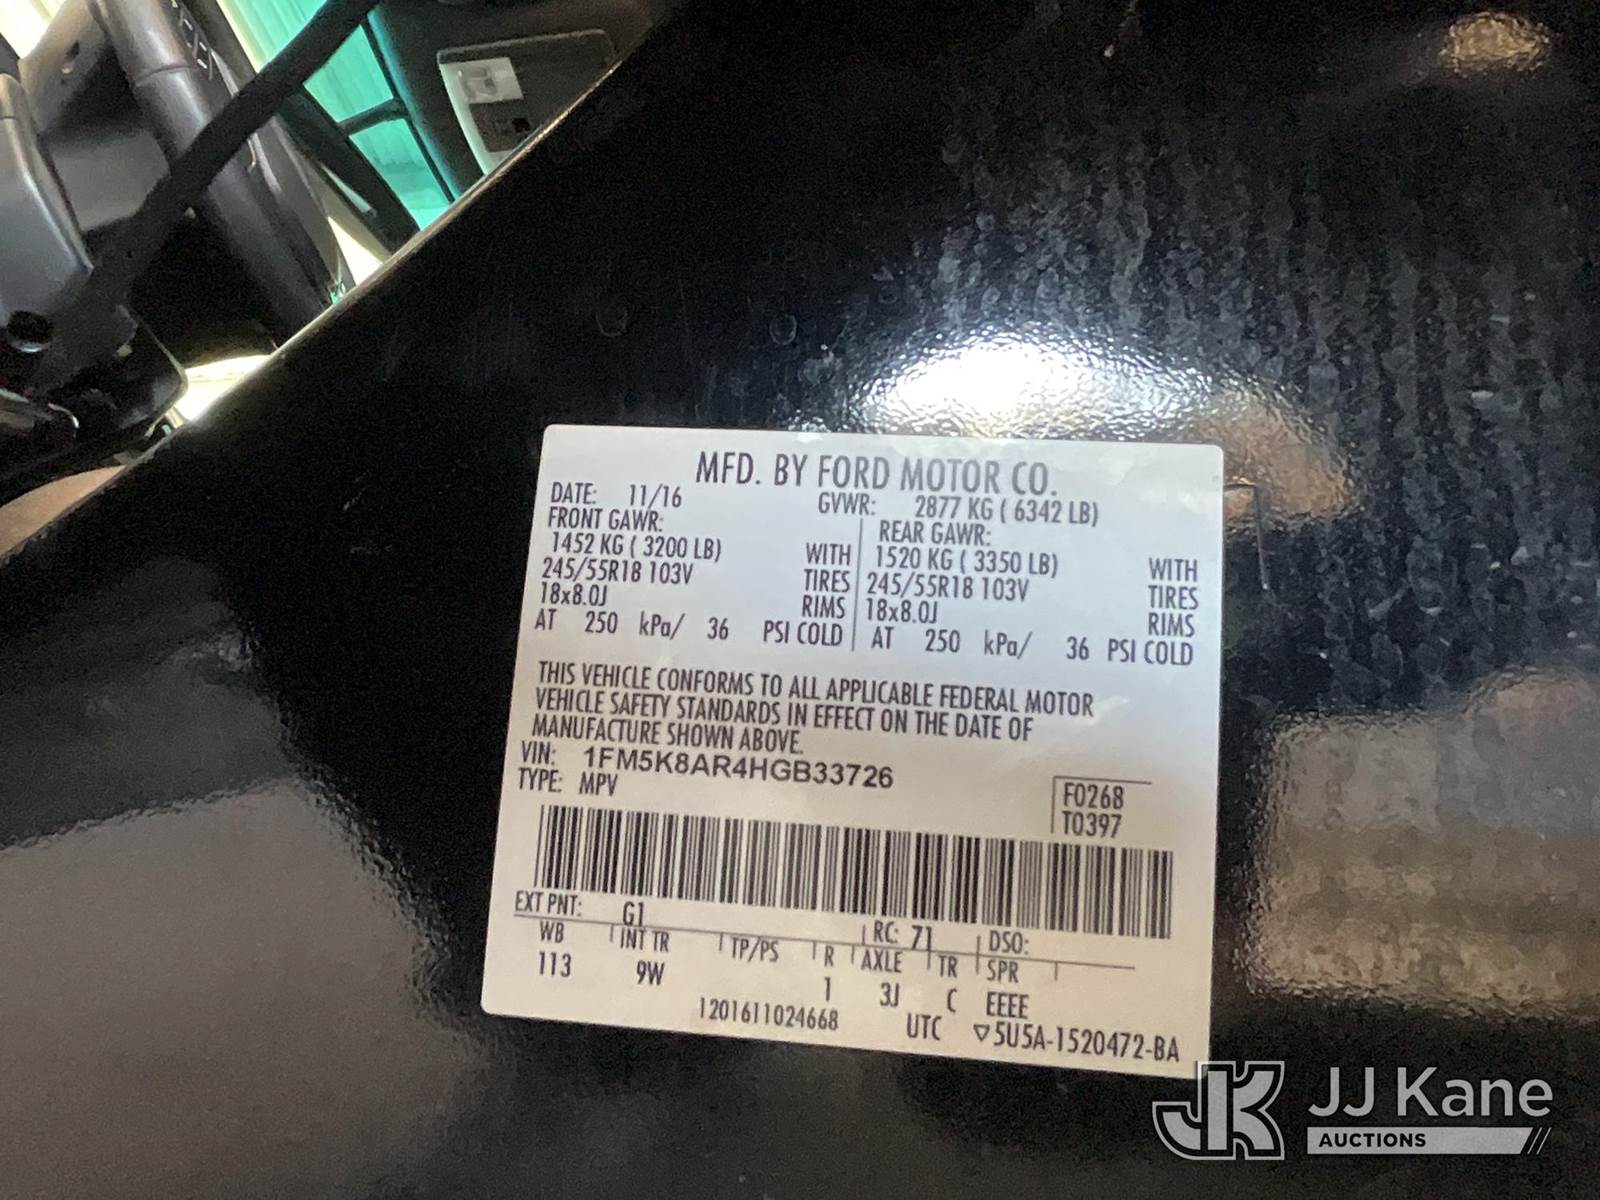 MFD. BY FORD MOTOR CO.
DATE: 11/16 GVWR: 2877 KG ( 6342 LB)
FRONT GAWR: REAR GAWR:
1452 KG ( 3200 LB) WITH 1520 KG ( 3350 LB) WITH
245/55R18 103V TIRES 245/55R18 103V TIRES
18x8.0J RIMS 18x8.0J RIMS
AT 250 kPa/ 36 PSI COLD AT 250 kPa/ 36 PSI COLD
THIS VEHICLE CONFORMS TO ALL APPLICABLE FEDERAL MOTOR
VEHICLE SAFETY STANDARDS IN EFFECT ON THE DATE OF
MANUFACTURE SHOWN ABOVE.
VIN: 1FM5K8AR4HGB33726
TYPE: MPV
F0268
T0397
EXT PNT: G1 RC: 71 DSO:
WB INT TR TP/PS R AXLE TR SPR
113 9W 1 3J C EEEE
1201611024668 UTC ▽5U5A-1520472-BA
JK JJ Kane
AUCTIONS